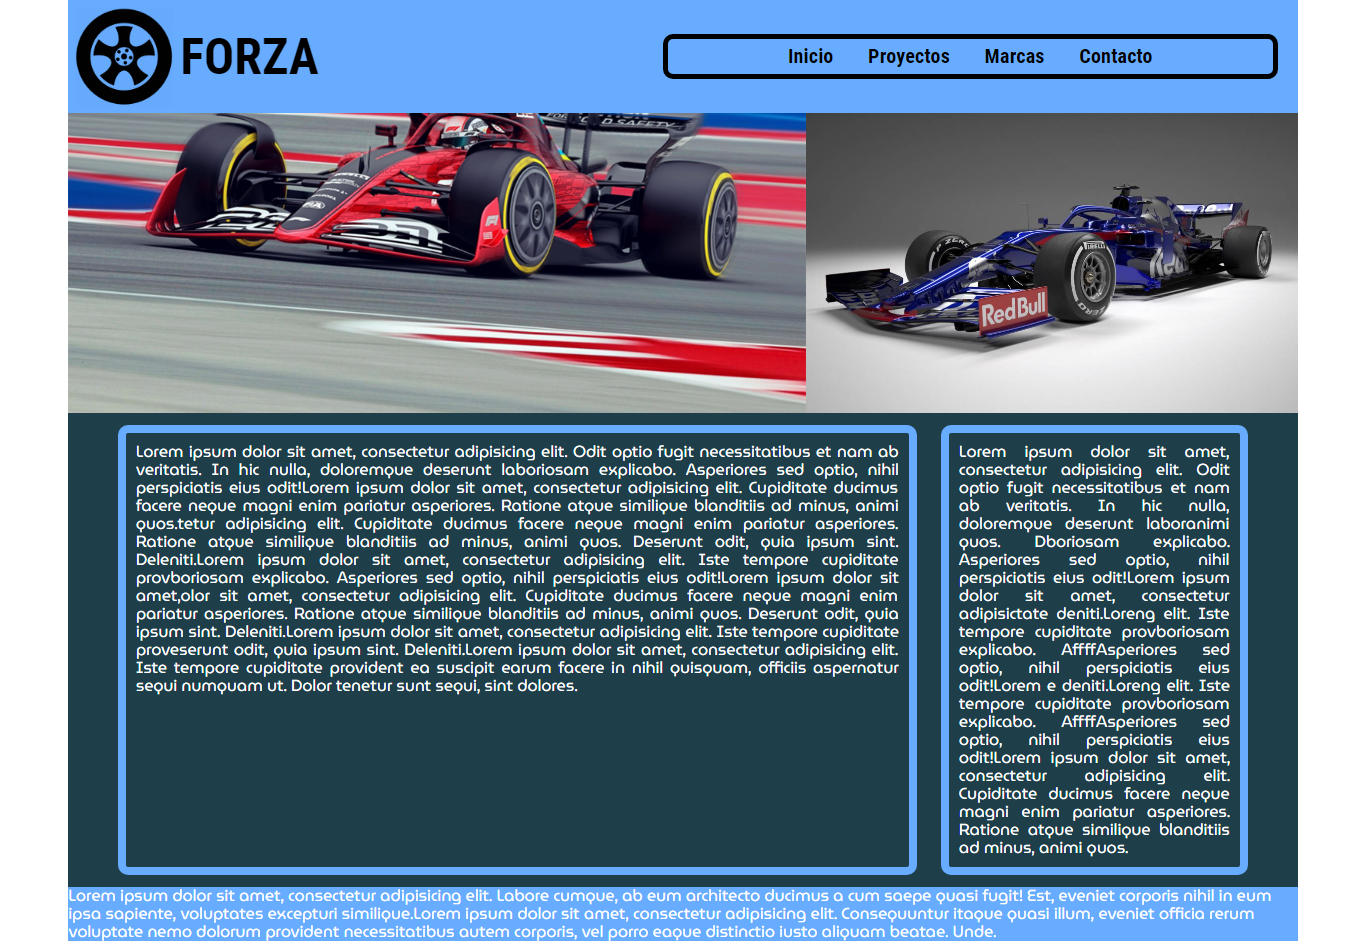 FORZA
Inicio Proyectos Marcas Contacto
PIRELLI
RedBull
Lorem ipsum dolor sit amet, consectetur adipisicing elit. Odit optio fugit necessitatibus et nam ab
veritatis. In hic nulla, doloremque deserunt laboriosam explicabo. Asperiores sed optio, nihil
perspiciatis eius odit!Lorem ipsum dolor sit amet, consectetur adipisicing elit. Cupiditate ducimus
facere neque magni enim pariatur asperiores. Ratione atque similique blanditiis ad minus, animi
quos.tetur adipisicing elit. Cupiditate ducimus facere neque magni enim pariatur asperiores.
Ratione atque similique blanditiis ad minus, animi quos. Deserunt odit, quia ipsum sint.
Deleniti.Lorem ipsum dolor sit amet, consectetur adipisicing elit. Iste tempore cupiditate
provboriosam explicabo. Asperiores sed optio, nihil perspiciatis eius odit!Lorem ipsum dolor sit
amet,olor sit amet, consectetur adipisicing elit. Cupiditate ducimus facere neque magni enim
pariatur asperiores. Ratione atque similique blanditiis ad minus, animi quos. Deserunt odit, quia
ipsum sint. Deleniti.Lorem ipsum dolor sit amet, consectetur adipisicing elit. Iste tempore cupiditate
proveserunt odit, quia ipsum sint. Deleniti.Lorem ipsum dolor sit amet, consectetur adipisicing elit.
Iste tempore cupiditate provident ea suscipit earum facere in nihil quisquam, officiis aspernatur
sequi numquam ut. Dolor tenetur sunt sequi, sint dolores.
Lorem ipsum dolor sit amet,
consectetur adipisicing elit. Odit
optio fugit necessitatibus et nam
ab veritatis. In hic nulla,
doloremque deserunt laboranimi
quos. Dboriosam explicabo.
Asperiores sed optio, nihil
perspiciatis eius odit!Lorem ipsum
dolor sit amet, consectetur
adipisictate deniti.Loreng elit. Iste
tempore cupiditate provboriosam
explicabo. AffffAsperiores sed
optio, nihil perspiciatis eius
odit!Lorem e deniti.Loreng elit. Iste
tempore cupiditate provboriosam
explicabo. AffffAsperiores sed
optio, nihil perspiciatis eius
odit!Lorem ipsum dolor sit amet,
consectetur adipisicing elit.
Cupiditate ducimus facere neque
magni enim pariatur asperiores.
Ratione atque similique blanditiis
ad minus, animi quos.
Lorem ipsum dolor sit amet, consectetur adipisicing elit. Labore cumque, ab eum architecto ducimus a cum saepe quasi fugit! Est, eveniet corporis nihil in eum
ipsa sapiente, voluptates excepturi similique.Lorem ipsum dolor sit amet, consectetur adipisicing elit. Consequuntur itaque quasi illum, eveniet officia rerum
voluptate nemo dolorum provident necessitatibus autem corporis, vel porro eaque distinctio iusto aliquam beatae. Unde.